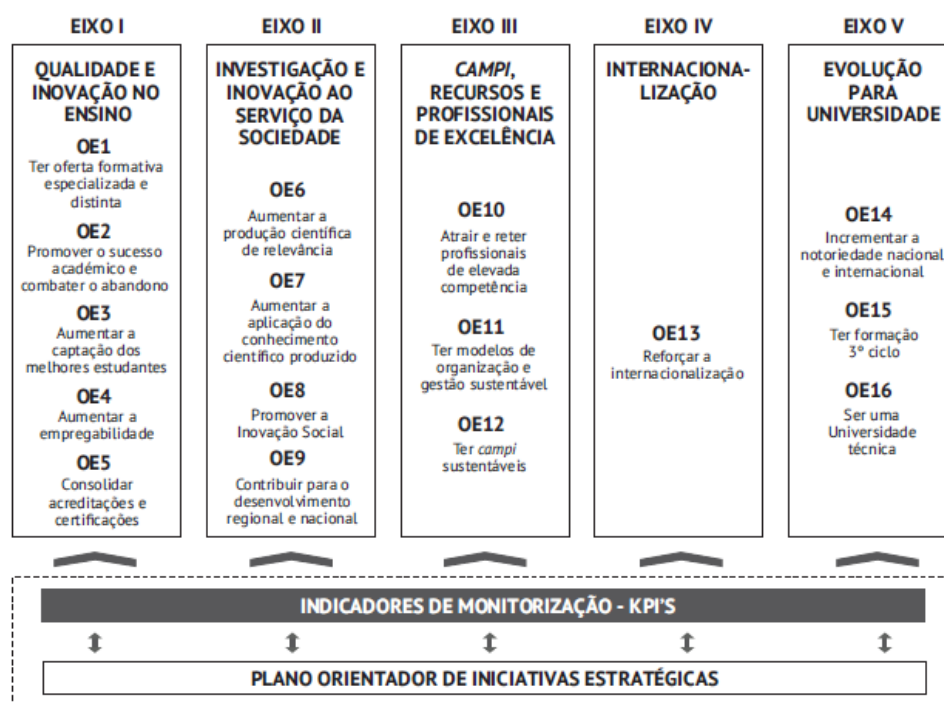 EIXO I
QUALIDADE E
INOVAÇÃO NO
ENSINO
OE1
Ter oferta formativa
especializada e
distinta
OE2
Promover o sucesso
académico e
combater o abandono
OE3
Aumentar a
captação dos
melhores estudantes
OE4
Aumentar a
empregabilidade
OE5
Consolidar
acreditações e
certificações
EIXO II
INVESTIGAÇÃO E
INOVAÇÃO AO
SERVIÇO DA
SOCIEDADE
OE6
Aumentar a
produção científica
de relevância
OE7
Aumentar a
aplicação do
conhecimento
científico produzido
OE8
Promover a
Inovação Social
OE9
Contribuir para o
desenvolvimento
regional e nacional
EIXO III
CAMPI,
RECURSOS E
PROFISSIONAIS
DE EXCELÊNCIA
OE10
Atrair e reter
profissionais
de elevada
competência
OE11
Ter modelos de
organização e
gestão sustentável
OE12
Ter campi
sustentáveis
EIXO IV
INTERNACIONA-
LIZAÇÃO
OE13
Reforçar a
internacionalização
EIXO V
EVOLUÇÃO
PARA
UNIVERSIDADE
OE14
Incrementar a
notoriedade nacional
e internacional
OE15
Ter formação
3º ciclo
OE16
Ser uma
Universidade
técnica
INDICADORES DE MONITORIZAÇÃO - KPI'S
PLANO ORIENTADOR DE INICIATIVAS ESTRATÉGICAS